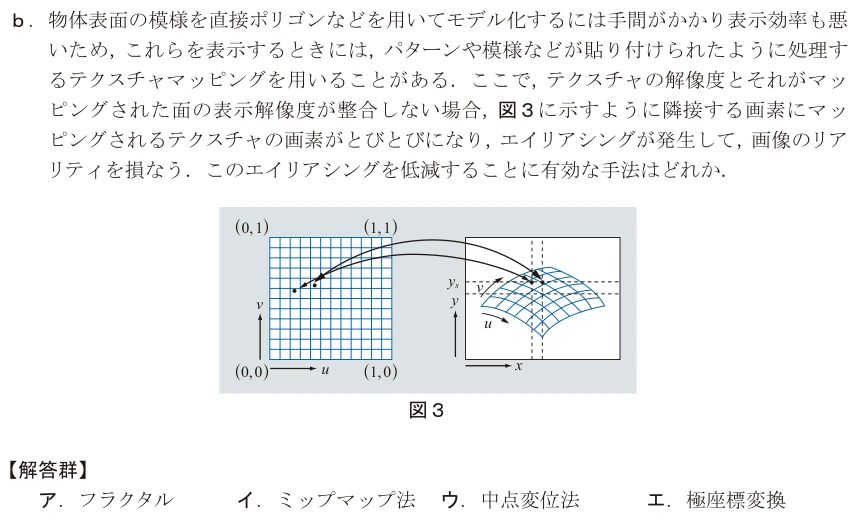 b．物体表面の模様を直接ポリゴンなどを用いてモデル化するには手間がかかり表示効率も悪
いため，これらを表示するときには，パターンや模様などが貼り付けられたように処理す
るテクスチャマッピングを用いることがある．ここで，テクスチャの解像度とそれがマッ
ピングされた面の表示解像度が整合しない場合，図3に示すように隣接する画素にマッ
ピングされるテクスチャの画素がとびとびになり，エイリアシングが発生して，画像のリア
リティを損なう．このエイリアシングを低減することに有効な手法はどれか．
(0,1) (1,1)
v
(0,0) u (1,0)
yₛ
y
v
u
x
図3
【解答群】
ア．フラクタル イ．ミップマップ法 ウ．中点変位法 エ．極座標変換